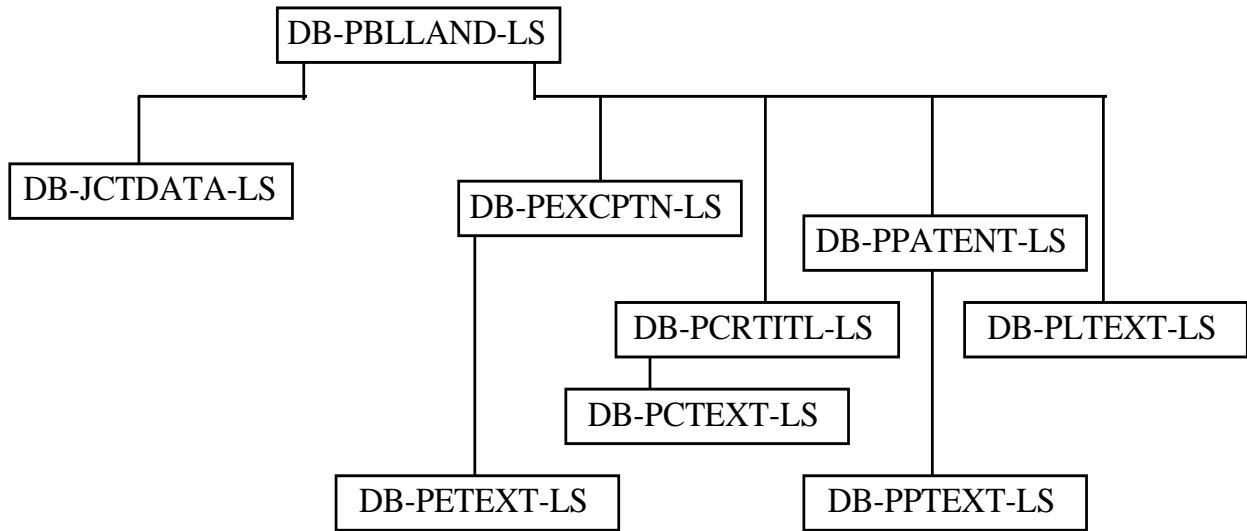 DB-PBLLAND-LS
DB-JCTDATA-LS
DB-PEXCPTN-LS
DB-PPATENT-LS
DB-PCRTITL-LS
DB-PLTEXT-LS
DB-PCTEXT-LS
DB-PETEXT-LS
DB-PPTEXT-LS